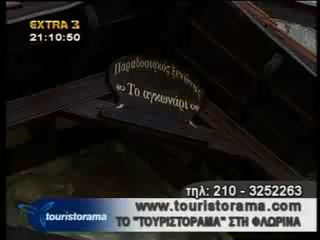 EXTRA 3
21:10:50
Παραδοσιακός ξενώνας
Το αγκωνάρι
τηλ: 210 - 3252263
touristorama
www.touristorama.com
ΤΟ "ΤΟΥΡΙΣΤΟΡΑΜΑ" ΣΤΗ ΦΛΩΡΙΝΑ